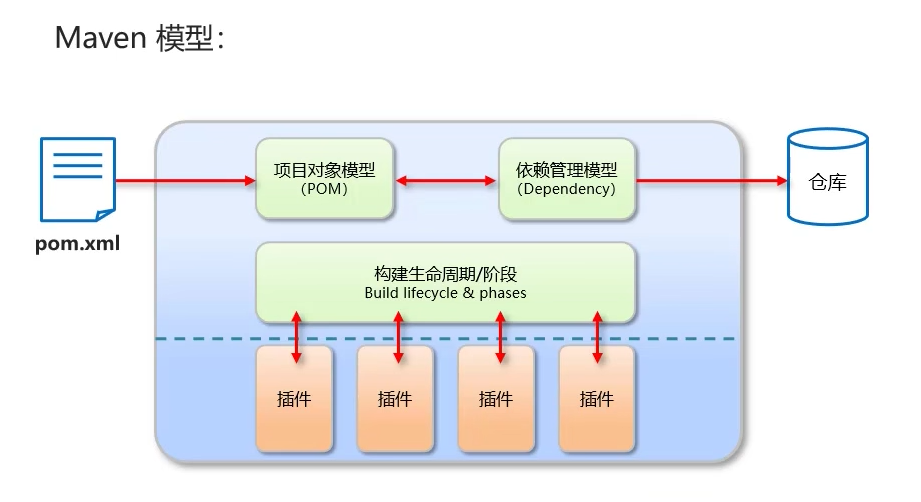 Maven 模型：
项目对象模型
（POM）
依赖管理模型
（Dependency）
仓库
pom.xml
构建生命周期/阶段
Build lifecycle & phases
插件
插件
插件
插件